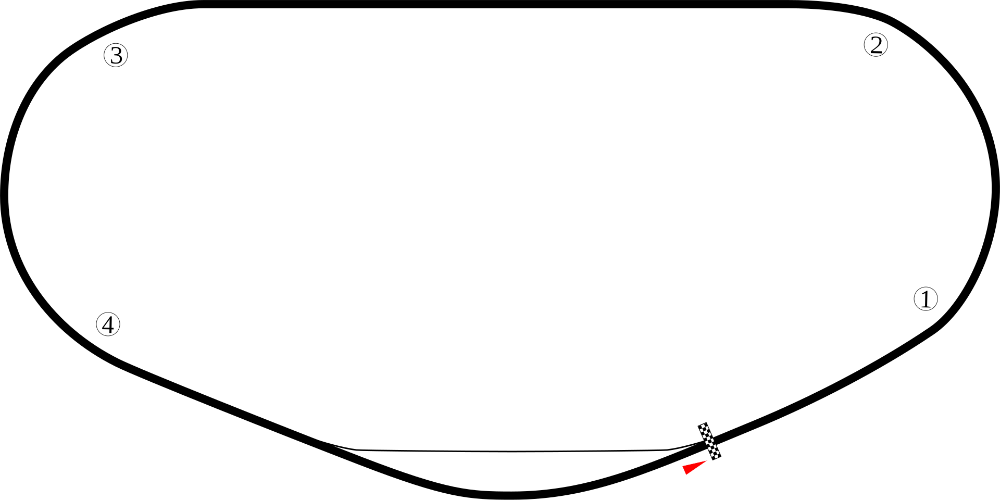 ③
②
①
④